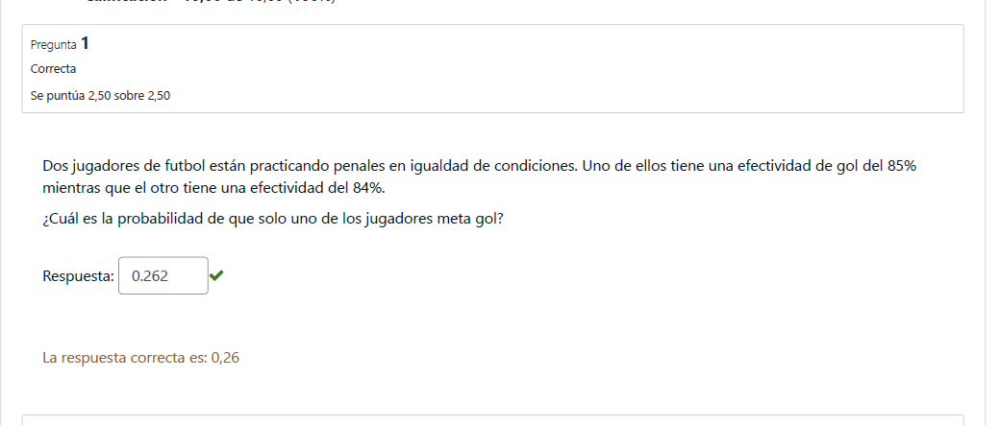 Pregunta 1
Correcta
Se puntúa 2,50 sobre 2,50
Dos jugadores de futbol están practicando penales en igualdad de condiciones. Uno de ellos tiene una efectividad de gol del 85%
mientras que el otro tiene una efectividad del 84%.
¿Cuál es la probabilidad de que solo uno de los jugadores meta gol?
Respuesta: 0.262
La respuesta correcta es: 0,26